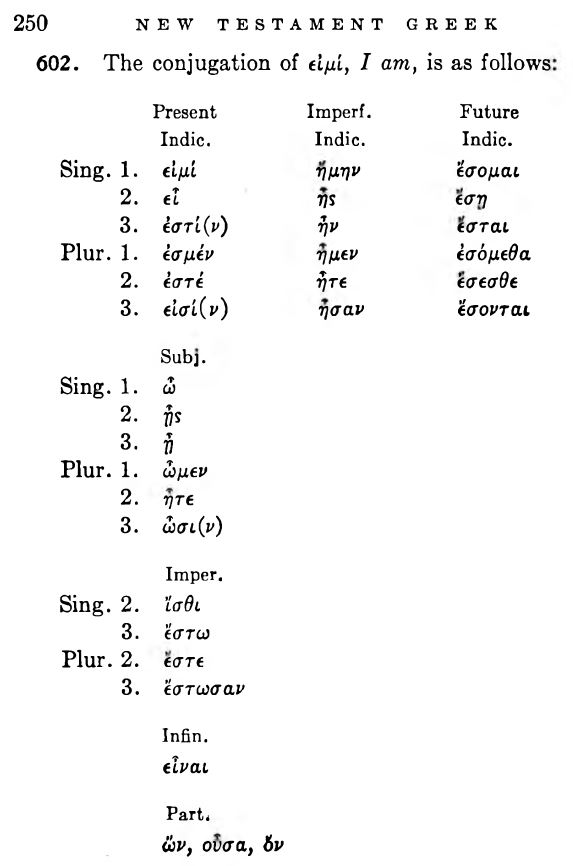 250 NEW TESTAMENT GREEK
602. The conjugation of εἰμί, I am, is as follows:
Present Imperf. Future
Indic. Indic. Indic.
Sing. 1. εἰμί ἤμην ἔσομαι
2. εἶ ἦς ἔσῃ
3. ἐστί(ν) ἦν ἔσται
Plur. 1. ἐσμέν ἦμεν ἐσόμεθα
2. ἐστέ ἦτε ἔσεσθε
3. εἰσί(ν) ἦσαν ἔσονται
Subj.
Sing. 1. ὦ
2. ᾖς
3. ᾖ
Plur. 1. ὦμεν
2. ἦτε
3. ὦσι(ν)
Imper.
Sing. 2. ἴσθι
3. ἔστω
Plur. 2. ἔστε
3. ἔστωσαν
Infin.
εἶναι
Part.
ὤν, οὖσα, ὄν